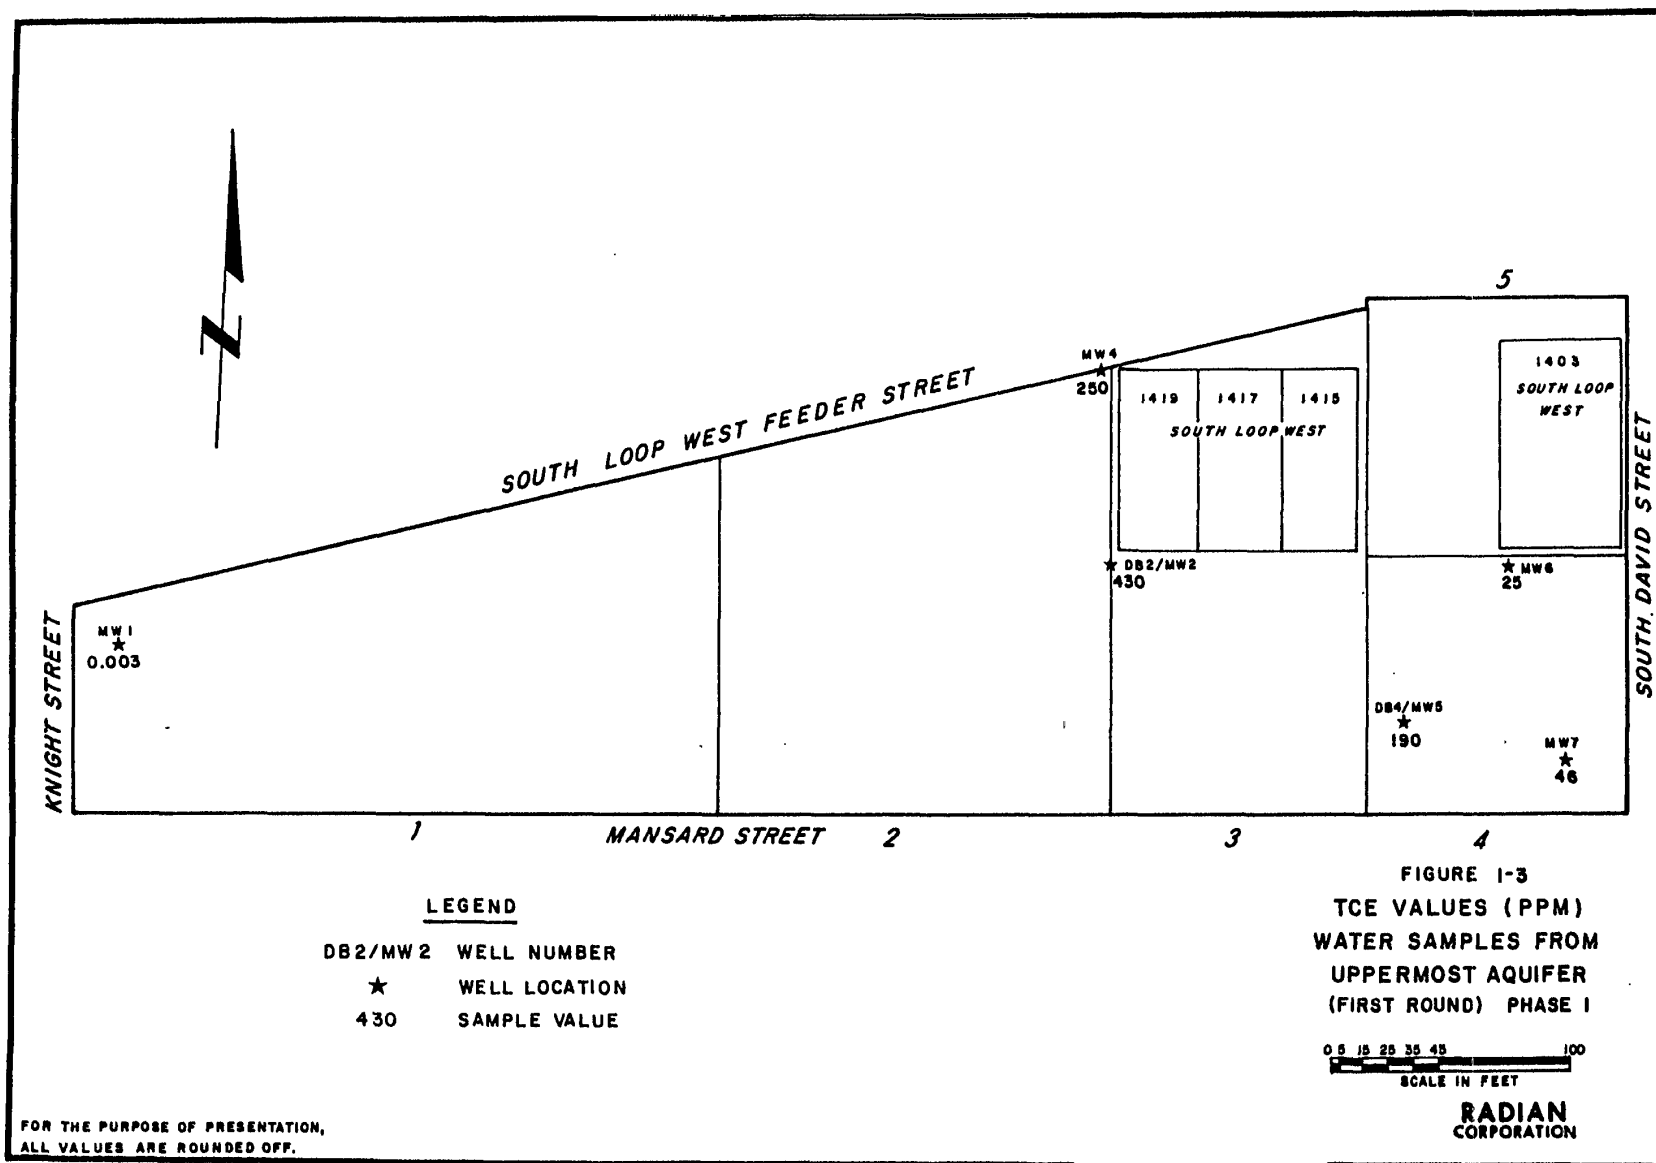 N
5
1403
SOUTH LOOP
WEST
MW4
250
1419
1417
1415
SOUTH LOOP WEST
SOUTH LOOP WEST FEEDER STREET
SOUTH DAVID STREET
DB2/MW2
430
MW6
25
MW1
0.003
KNIGHT STREET
DB4/MW5
190
MW7
46
1
MANSARD STREET
2
3
4
LEGEND
DB2/MW2 WELL NUMBER
★ WELL LOCATION
430 SAMPLE VALUE
FIGURE 1-3
TCE VALUES (PPM)
WATER SAMPLES FROM
UPPERMOST AQUIFER
(FIRST ROUND) PHASE I
0 5 15 25 35 45 100
SCALE IN FEET
RADIAN
CORPORATION
FOR THE PURPOSE OF PRESENTATION,
ALL VALUES ARE ROUNDED OFF.